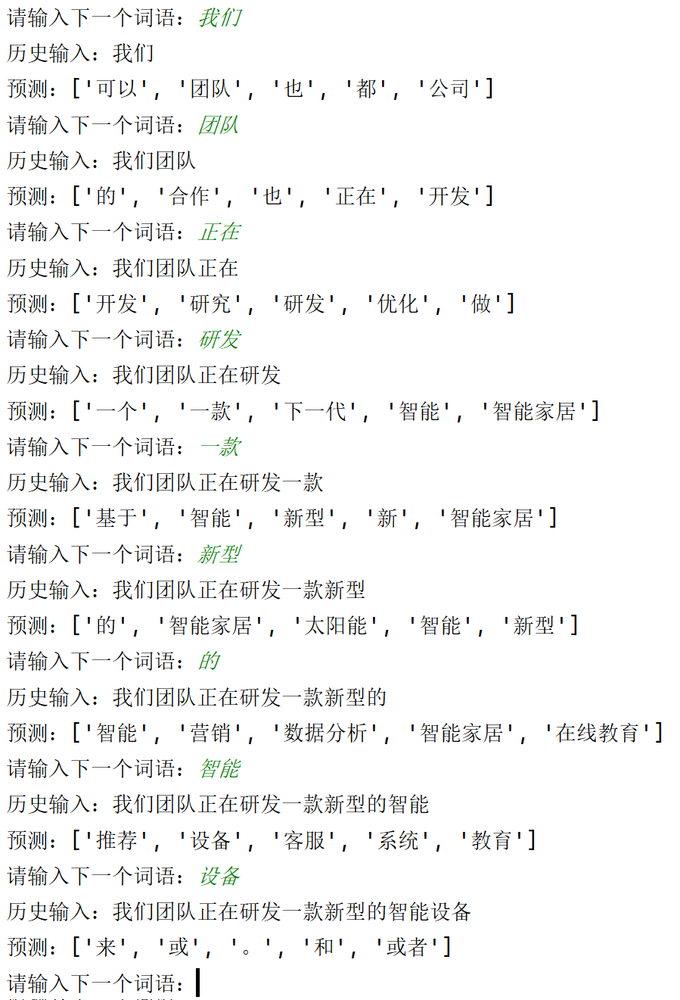 请输入下一个词语：我们
历史输入：我们
预测：['可以', '团队', '也', '都', '公司']
请输入下一个词语：团队
历史输入：我们团队
预测：['的', '合作', '也', '正在', '开发']
请输入下一个词语：正在
历史输入：我们团队正在
预测：['开发', '研究', '研发', '优化', '做']
请输入下一个词语：研发
历史输入：我们团队正在研发
预测：['一个', '一款', '下一代', '智能', '智能家居']
请输入下一个词语：一款
历史输入：我们团队正在研发一款
预测：['基于', '智能', '新型', '新', '智能家居']
请输入下一个词语：新型
历史输入：我们团队正在研发一款新型
预测：['的', '智能家居', '太阳能', '智能', '新型']
请输入下一个词语：的
历史输入：我们团队正在研发一款新型的
预测：['智能', '营销', '数据分析', '智能家居', '在线教育']
请输入下一个词语：智能
历史输入：我们团队正在研发一款新型的智能
预测：['推荐', '设备', '客服', '系统', '教育']
请输入下一个词语：设备
历史输入：我们团队正在研发一款新型的智能设备
预测：['来', '或', '。', '和', '或者']
请输入下一个词语：